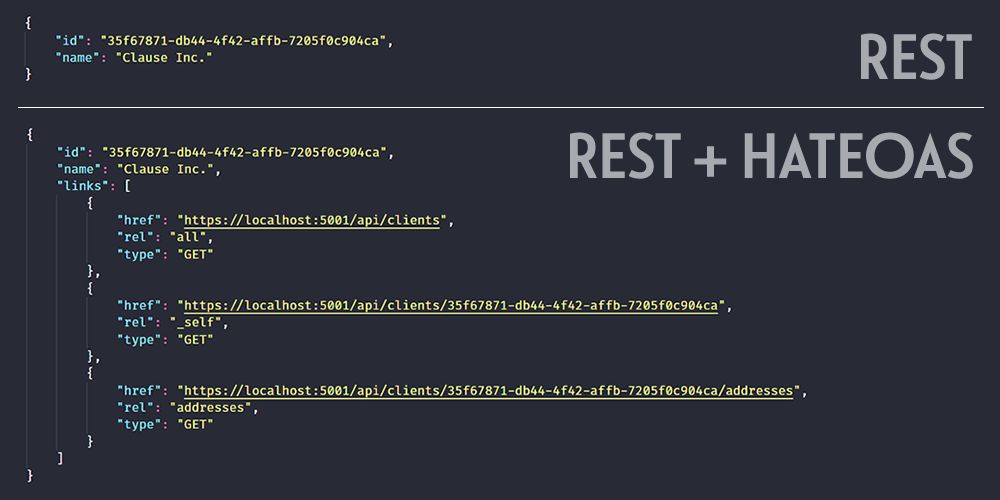 {
    "id": "35f67871-db44-4f42-affb-7205f0c904ca",
    "name": "Clause Inc."
}
REST
REST + HATEOAS
{
    "id": "35f67871-db44-4f42-affb-7205f0c904ca",
    "name": "Clause Inc.",
    "links": [
        {
            "href": "https://localhost:5001/api/clients",
            "rel": "all",
            "type": "GET"
        },
        {
            "href": "https://localhost:5001/api/clients/35f67871-db44-4f42-affb-7205f0c904ca",
            "rel": "_self",
            "type": "GET"
        },
        {
            "href": "https://localhost:5001/api/clients/35f67871-db44-4f42-affb-7205f0c904ca/addresses",
            "rel": "addresses",
            "type": "GET"
        }
    ]
}